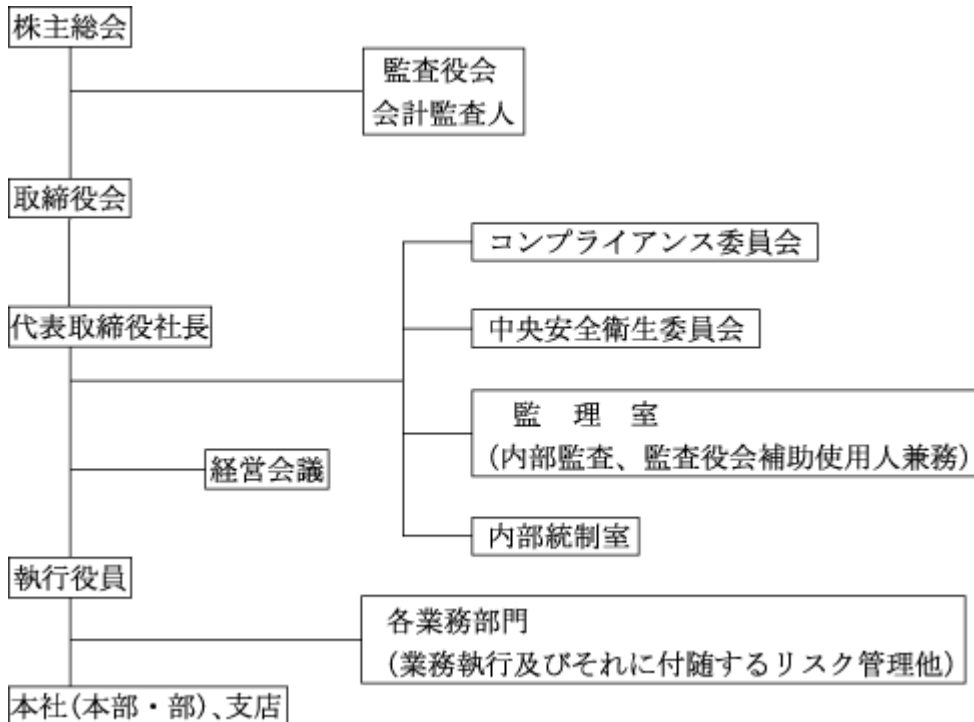 株主総会
監査役会
会計監査人
取締役会
コンプライアンス委員会
代表取締役社長
中央安全衛生委員会
監 理 室
(内部監査、監査役会補助使用人兼務)
経営会議
内部統制室
執行役員
各業務部門
(業務執行及びそれに付随するリスク管理他)
本社(本部・部)、支店